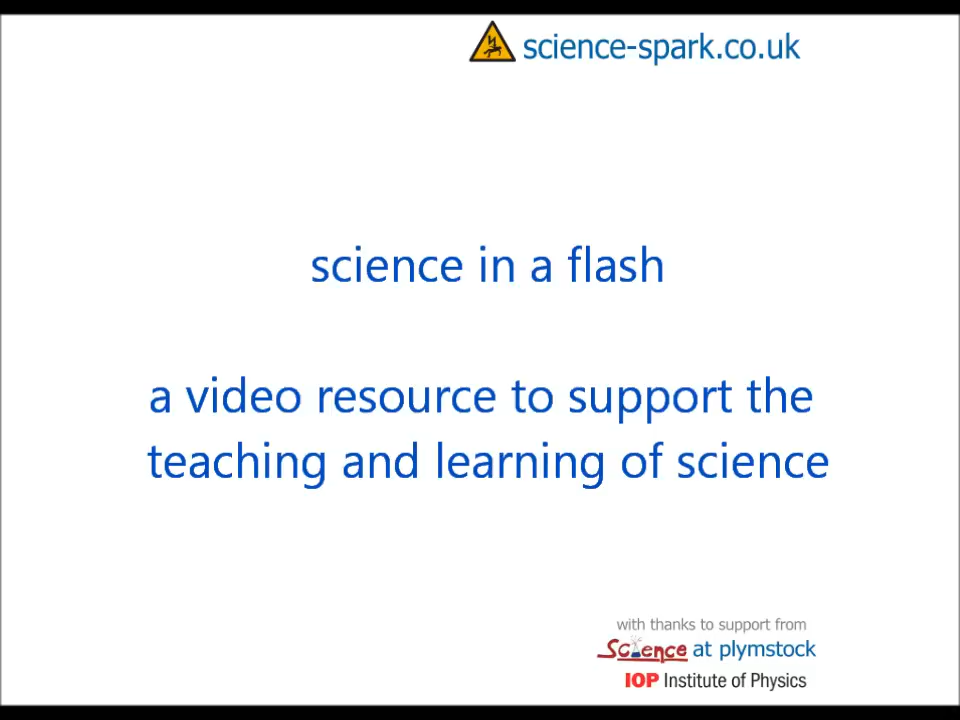 science-spark.co.uk
science in a flash
a video resource to support the
teaching and learning of science
with thanks to support from
Science at plymstock
IOP Institute of Physics